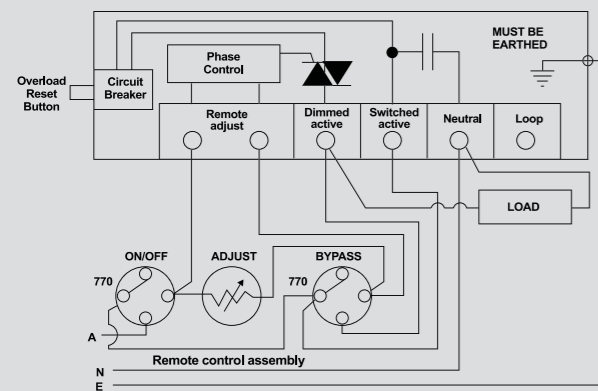 MUST BE
EARTHED
Phase
Control
Overload
Reset
Button
Circuit
Breaker
Remote
adjust
Dimmed
active
Switched
active
Neutral
Loop
LOAD
ON/OFF
ADJUST
BYPASS
770
770
A
Remote control assembly
N
E